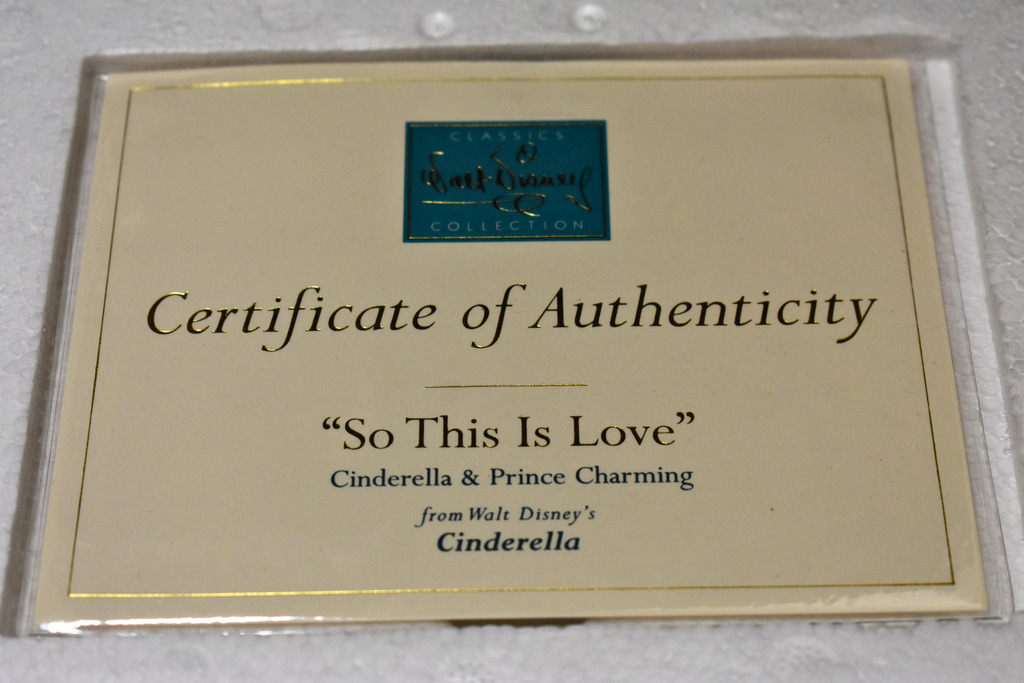 CLASSICS
Walt Disney
COLLECTION
Certificate of Authenticity
“So This Is Love”
Cinderella & Prince Charming
from Walt Disney’s
Cinderella